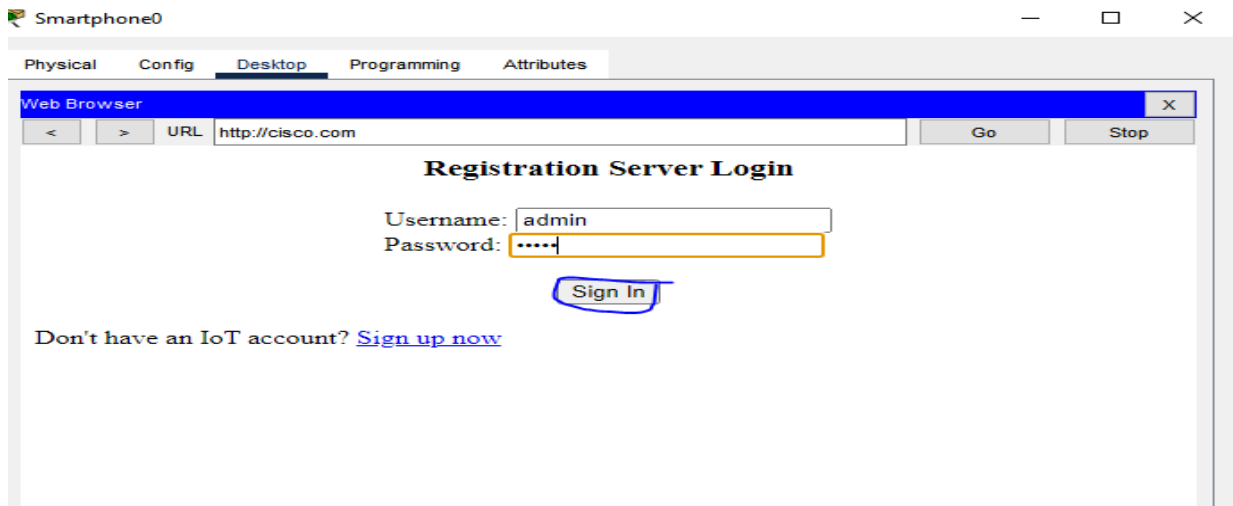 Smartphone0
Physical Config Desktop Programming Attributes
Web Browser X
< > URL http://cisco.com Go Stop
Registration Server Login
Username: admin
Password: •••••
Sign In
Don't have an IoT account? Sign up now